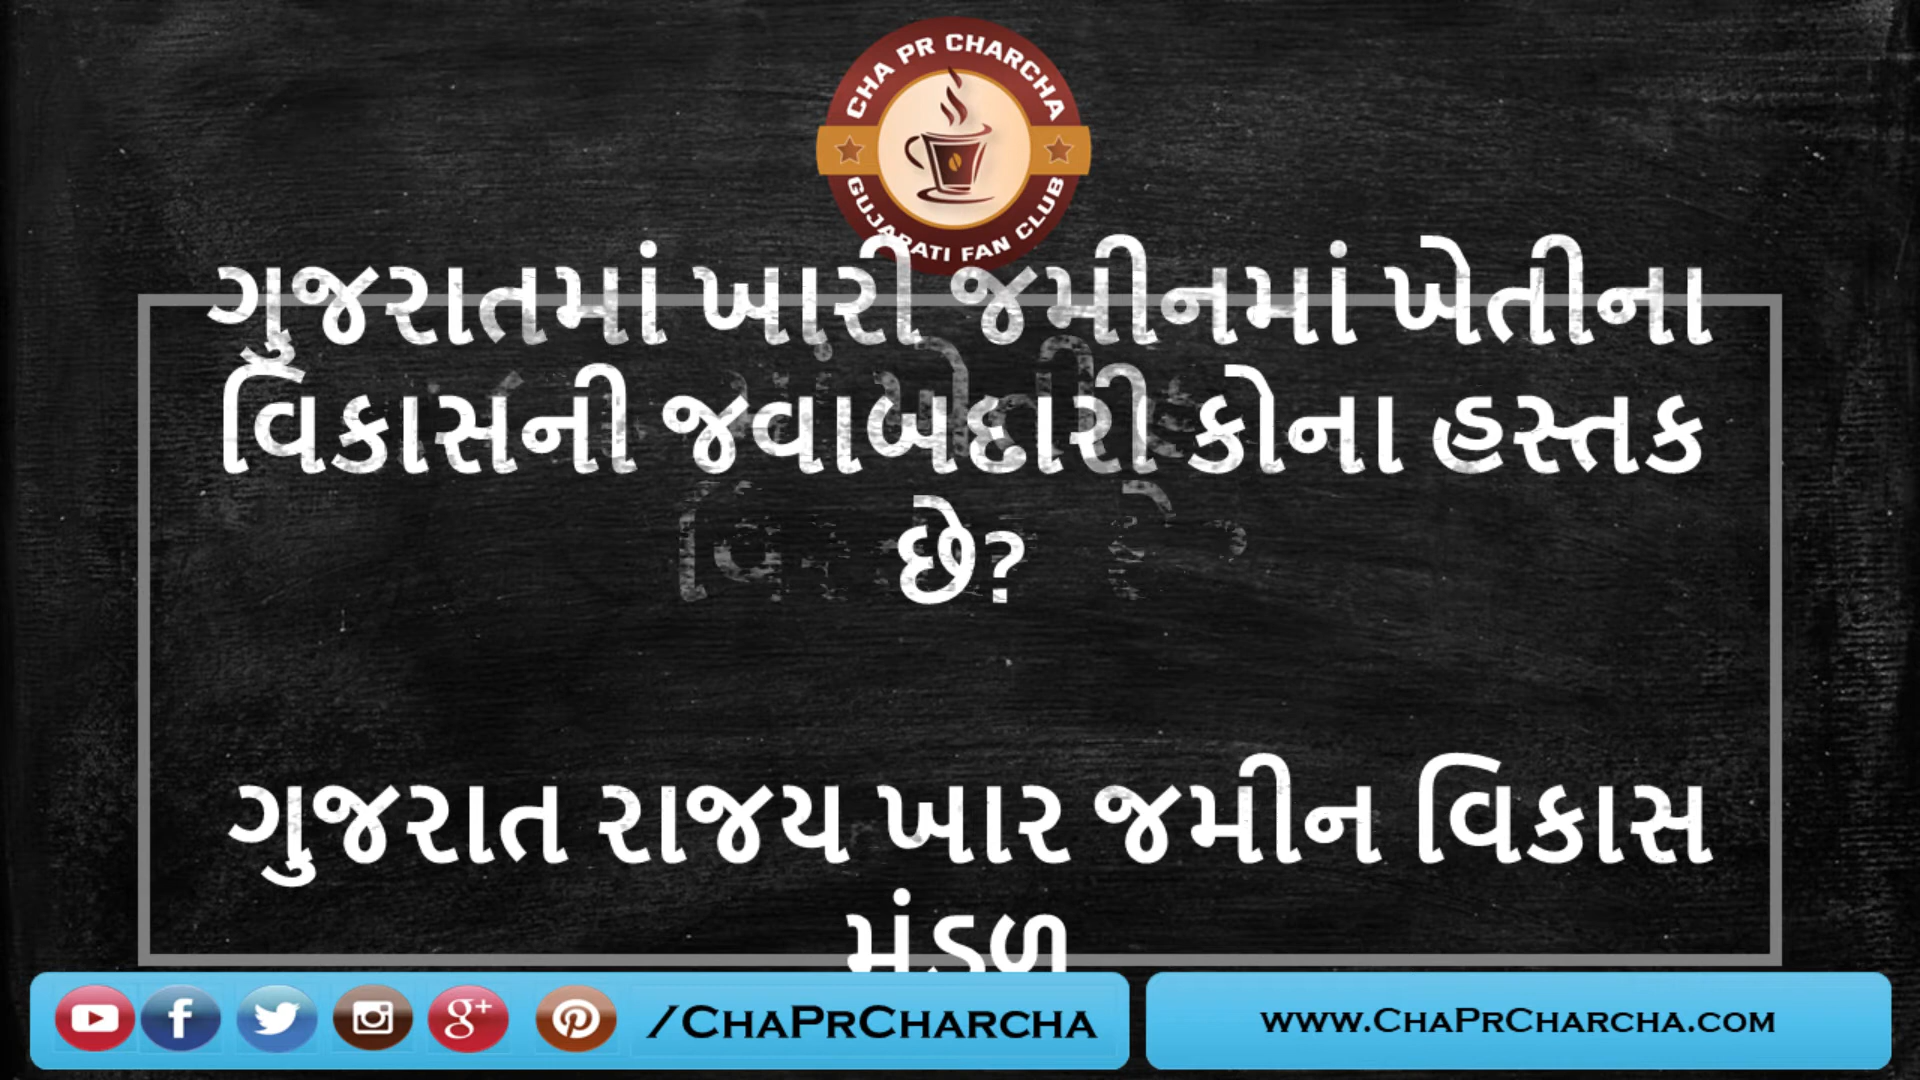 CHA PR CHARCHA
GUJARATI FAN CLUB
ગુજરાતમાં ખારી જમીનમાં ખેતીના
વિકાસની જવાબદારી કોના હસ્તક
છે?
ગુજરાત રાજય ખાર જમીન વિકાસ
મંડળ
/CHAPRCHARCHA
WWW.CHAPRCHARCHA.COM